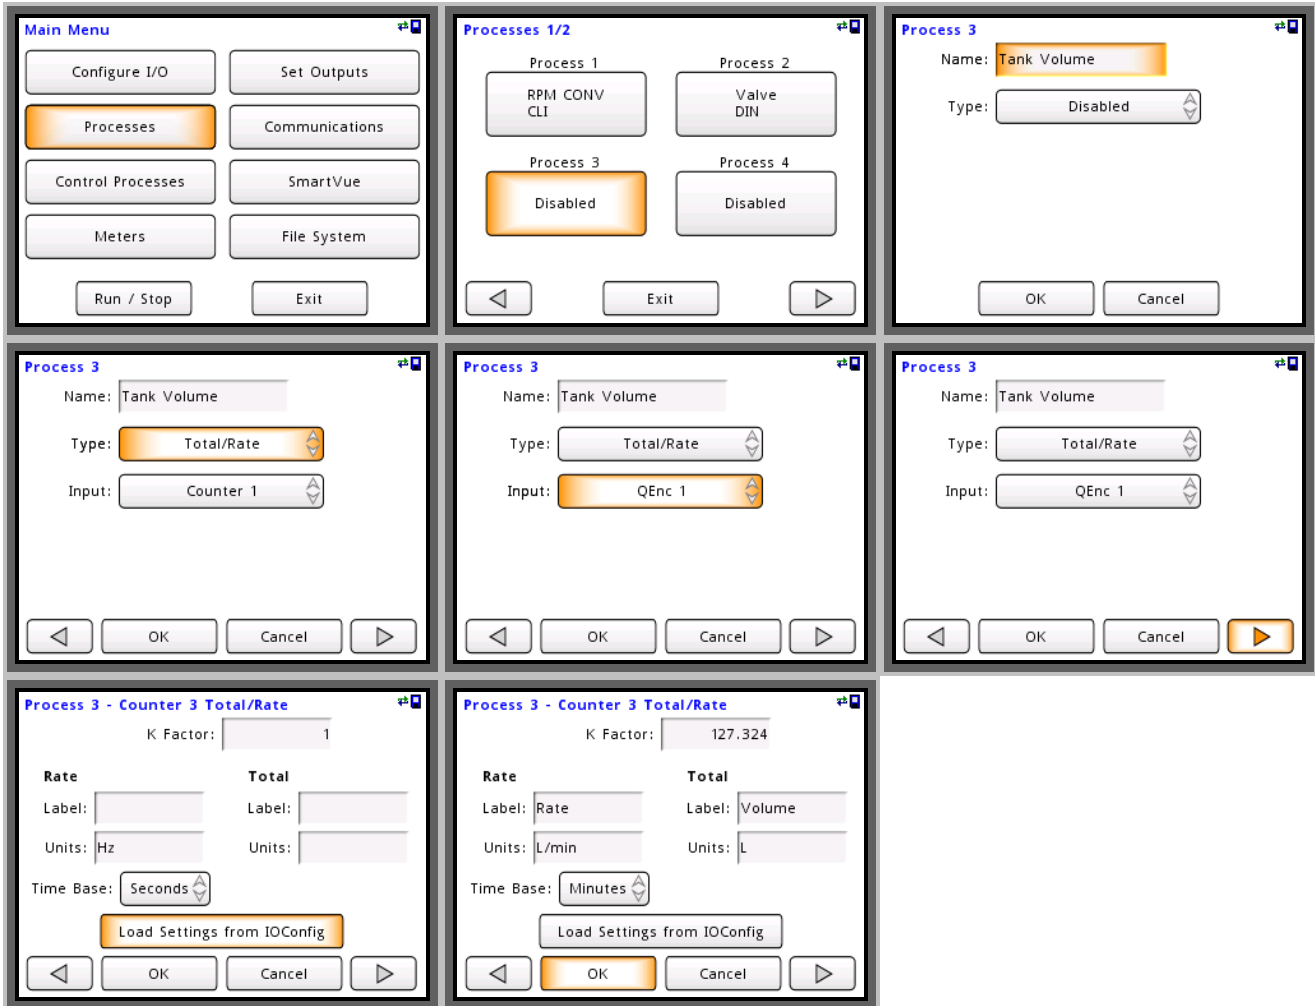 Main Menu
Configure I/O Set Outputs
Processes Communications
Control Processes SmartVue
Meters File System
Run / Stop Exit
Processes 1/2
Process 1 Process 2
RPM CONV Valve
CLI DIN
Process 3 Process 4
Disabled Disabled
Exit
Process 3
Name: Tank Volume
Type: Disabled
OK Cancel
Process 3
Name: Tank Volume
Type: Total/Rate
Input: Counter 1
OK Cancel
Process 3
Name: Tank Volume
Type: Total/Rate
Input: QEnc 1
OK Cancel
Process 3
Name: Tank Volume
Type: Total/Rate
Input: QEnc 1
OK Cancel
Process 3 - Counter 3 Total/Rate
K Factor: 1
Rate Total
Label: Label:
Units: Hz Units:
Time Base: Seconds
Load Settings from IOConfig
OK Cancel
Process 3 - Counter 3 Total/Rate
K Factor: 127.324
Rate Total
Label: Rate Label: Volume
Units: L/min Units: L
Time Base: Minutes
Load Settings from IOConfig
OK Cancel